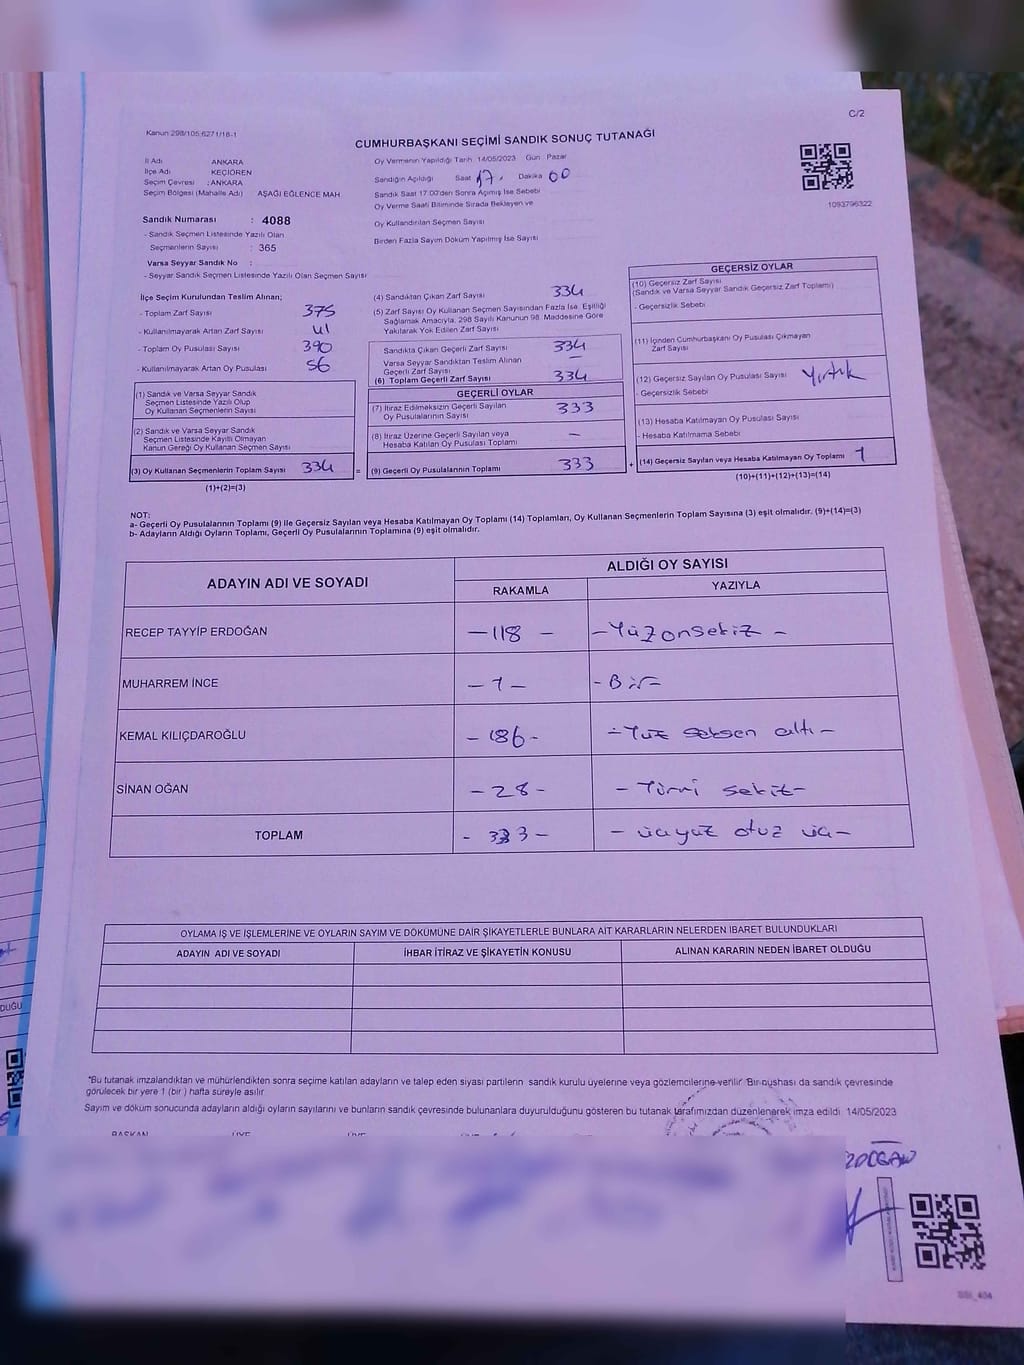 C/2
Kanun 298/105 6271/18-1
CUMHURBAŞKANI SEÇİMİ SANDIK SONUÇ TUTANAĞI
İl Adı ANKARA
İlçe Adı KEÇİÖREN
Seçim Çevresi : ANKARA
Seçim Bölgesi (Mahalle Adı) AŞAĞI EĞLENCE MAH.
Sandık Numarası : 4088
- Sandık Seçmen Listesinde Yazılı Olan
Seçmenlerin Sayısı : 365
Varsa Seyyar Sandık No :
- Seyyar Sandık Seçmen Listesinde Yazılı Olan Seçmen Sayısı
Oy Vermenin Yapıldığı Tarih 14/05/2023 Gün Pazar
Sandığın Açıldığı Saat 17. Dakika 00
Sandık Saat 17:00'den Sonra Açımış İse Sebebi
Oy Verme Saati Bitiminde Sırada Bekleyen ve
Oy Kullandırılan Seçmen Sayısı
Birden Fazla Sayım Döküm Yapılmış İse Sayısı
1093796322
İlçe Seçim Kurulundan Teslim Alınan;
- Toplam Zarf Sayısı 375
- Kullanılmayarak Artan Zarf Sayısı 41
- Toplam Oy Pusulası Sayısı 390
- Kullanılmayarak Artan Oy Pusulası 56
(1) Sandık ve Varsa Seyyar Sandık
Seçmen Listesinde Yazılı Olup
Oy Kullanan Seçmenlerin Sayısı
(2) Sandık ve Varsa Seyyar Sandık
Seçmen Listesinde Kayıtlı Olmayan
Kanun Gereği Oy Kullanan Seçmen Sayısı
(3) Oy Kullanan Seçmenlerin Toplam Sayısı 334
(1)+(2)=(3)
(4) Sandıktan Çıkan Zarf Sayısı 334
(5) Zarf Sayısı Oy Kullanan Seçmen Sayısından Fazla İse, Eşitliği
Sağlamak Amacıyla, 298 Sayılı Kanunun 98. Maddesine Göre
Yakılarak Yok Edilen Zarf Sayısı
Sandıkta Çıkan Geçerli Zarf Sayısı 334
Varsa Seyyar Sandıktan Teslim Alınan
Geçerli Zarf Sayısı —
(6) Toplam Geçerli Zarf Sayısı 334
GEÇERLİ OYLAR
(7) İtiraz Edilmeksizin Geçerli Sayılan
Oy Pusulalarının Sayısı 333
(8) İtiraz Üzerine Geçerli Sayılan veya
Hesaba Katılan Oy Pusulası Toplamı —
= (9) Geçerli Oy Pusulalarının Toplamı 333
GEÇERSİZ OYLAR
(10) Geçersiz Zarf Sayısı
(Sandık ve Varsa Seyyar Sandık Geçersiz Zarf Toplamı)
- Geçersizlik Sebebi
(11) İçinden Cumhurbaşkanı Oy Pusulası Çıkmayan
Zarf Sayısı
(12) Geçersiz Sayılan Oy Pusulası Sayısı Yırtık
- Geçersizlik Sebebi
(13) Hesaba Katılmayan Oy Pusulası Sayısı
- Hesaba Katılmama Sebebi
+ (14) Geçersiz Sayılan veya Hesaba Katılmayan Oy Toplamı 1
(10)+(11)+(12)+(13)=(14)
NOT:
a- Geçerli Oy Pusulalarının Toplamı (9) ile Geçersiz Sayılan veya Hesaba Katılmayan Oy Toplamı (14) Toplamları, Oy Kullanan Seçmenlerin Toplam Sayısına (3) eşit olmalıdır. (9)+(14)=(3)
b- Adayların Aldığı Oyların Toplamı, Geçerli Oy Pusulalarının Toplamına (9) eşit olmalıdır.
ADAYIN ADI VE SOYADI
ALDIĞI OY SAYISI
RAKAMLA YAZIYLA
RECEP TAYYİP ERDOĞAN —118— —Yüzonsekiz—
MUHARREM İNCE —1— —Bir—
KEMAL KILIÇDAROĞLU —186— —Yüz seksen altı—
SİNAN OĞAN —28— —Yirmi sekiz—
TOPLAM —333— —üçyüz otuz üç—
OYLAMA İŞ VE İŞLEMLERİNE VE OYLARIN SAYIM VE DÖKÜMÜNE DAİR ŞİKAYETLERLE BUNLARA AİT KARARLARIN NELERDEN İBARET BULUNDUKLARI
ADAYIN ADI VE SOYADI İHBAR İTİRAZ VE ŞİKAYETİN KONUSU ALINAN KARARIN NEDEN İBARET OLDUĞU
*Bu tutanak imzalandıktan ve mühürlendikten sonra seçime katılan adayların ve talep eden siyasi partilerin sandık kurulu üyelerine veya gözlemcilerine verilir. Bir nüshası da sandık çevresinde
görülecek bir yere 1 (bir) hafta süreyle asılır
Sayım ve döküm sonucunda adayların aldığı oyların sayılarını ve bunların sandık çevresinde bulunanlara duyurulduğunu gösteren bu tutanak tarafımızdan düzenlenerek imza edildi 14/05/2023
BAŞKAN ÜYE ÜYE